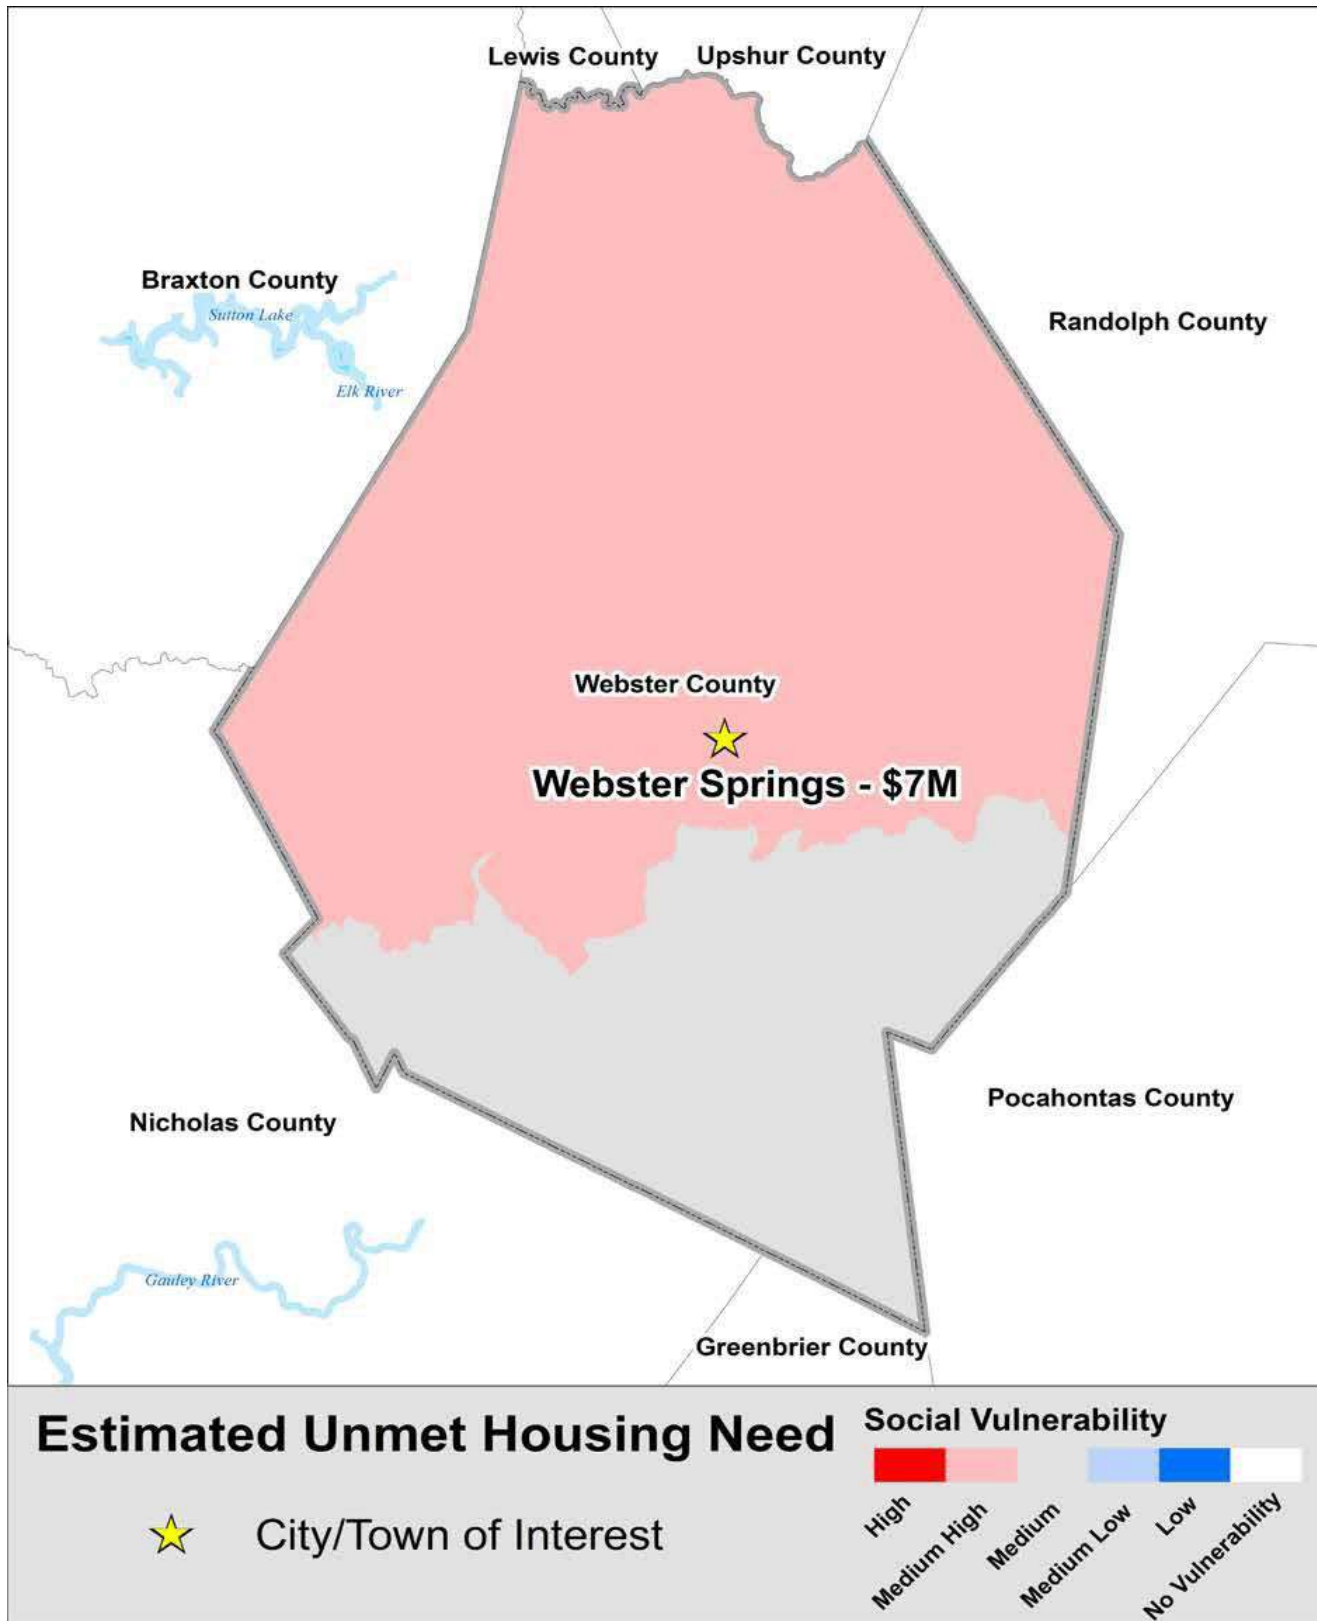 Lewis County
Upshur County
Braxton County
Sutton Lake
Randolph County
Elk River
Webster County
Webster Springs - $7M
Pocahontas County
Nicholas County
Gauley River
Greenbrier County
Estimated Unmet Housing Need
City/Town of Interest
Social Vulnerability
High
Medium High
Medium
Medium Low
Low
No Vulnerability